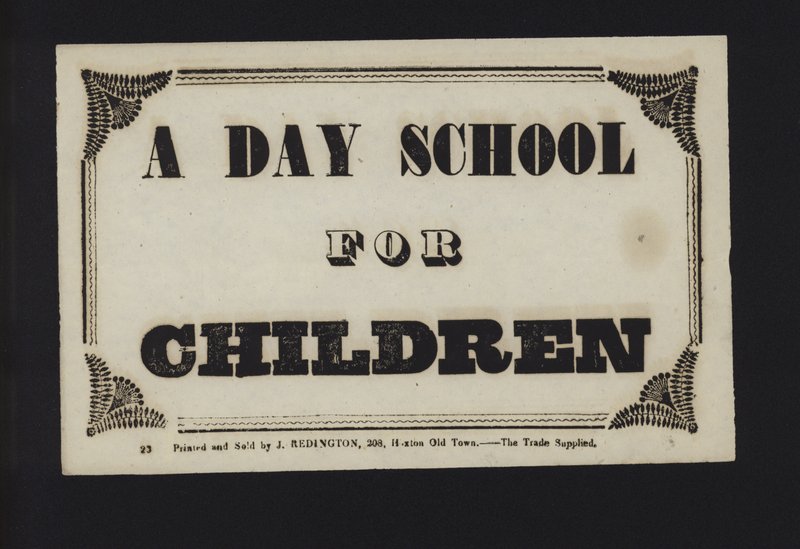 A DAY SCHOOL
FOR
CHILDREN
23 Printed and Sold by J. REDINGTON, 208, Hoxton Old Town.——The Trade Supplied.